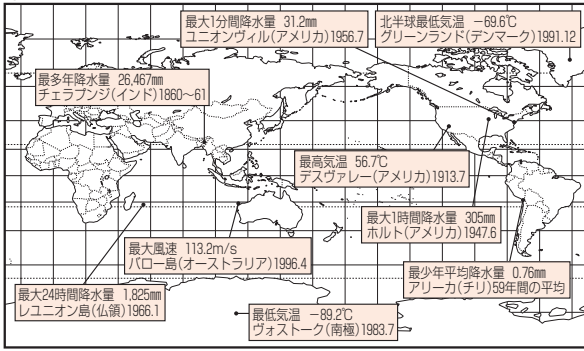 最大1分間降水量 31.2mm
ユニオンヴィル(アメリカ)1956.7
北半球最低気温 −69.6℃
グリーンランド(デンマーク)1991.12
最多年降水量 26,467mm
チェラプンジ(インド)1860〜61
最高気温 56.7℃
デスヴァレー(アメリカ)1913.7
最大1時間降水量 305mm
ホルト(アメリカ)1947.6
最大風速 113.2m/s
バロー島(オーストラリア)1996.4
最少年平均降水量 0.76mm
アリーカ(チリ)59年間の平均
最大24時間降水量 1,825mm
レユニオン島(仏領)1966.1
最低気温 −89.2℃
ヴォストーク(南極)1983.7